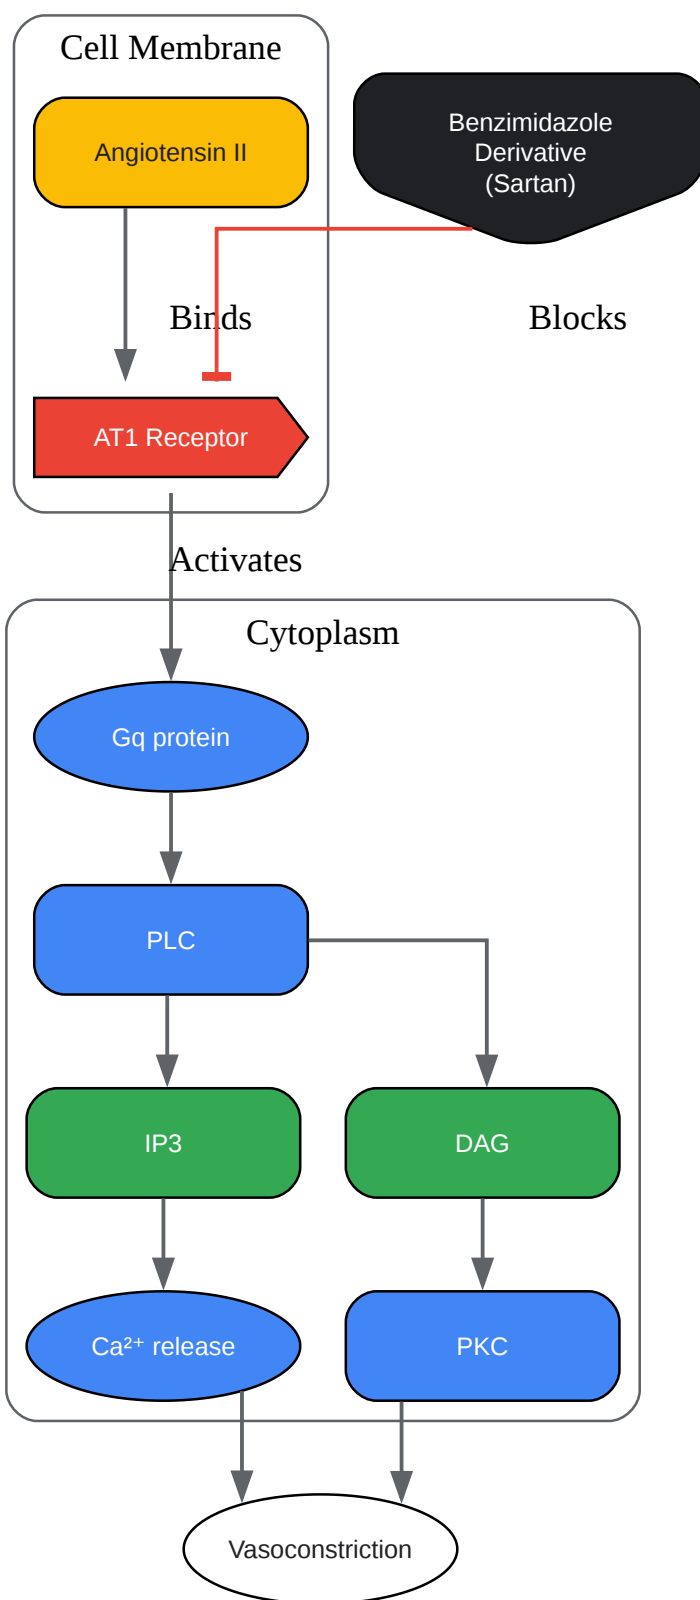 Cell Membrane
Angiotensin II
Benzimidazole
Derivative
(Sartan)
Binds
Blocks
AT1 Receptor
Activates
Cytoplasm
Gq protein
PLC
IP3
DAG
Ca²⁺ release
PKC
Vasoconstriction